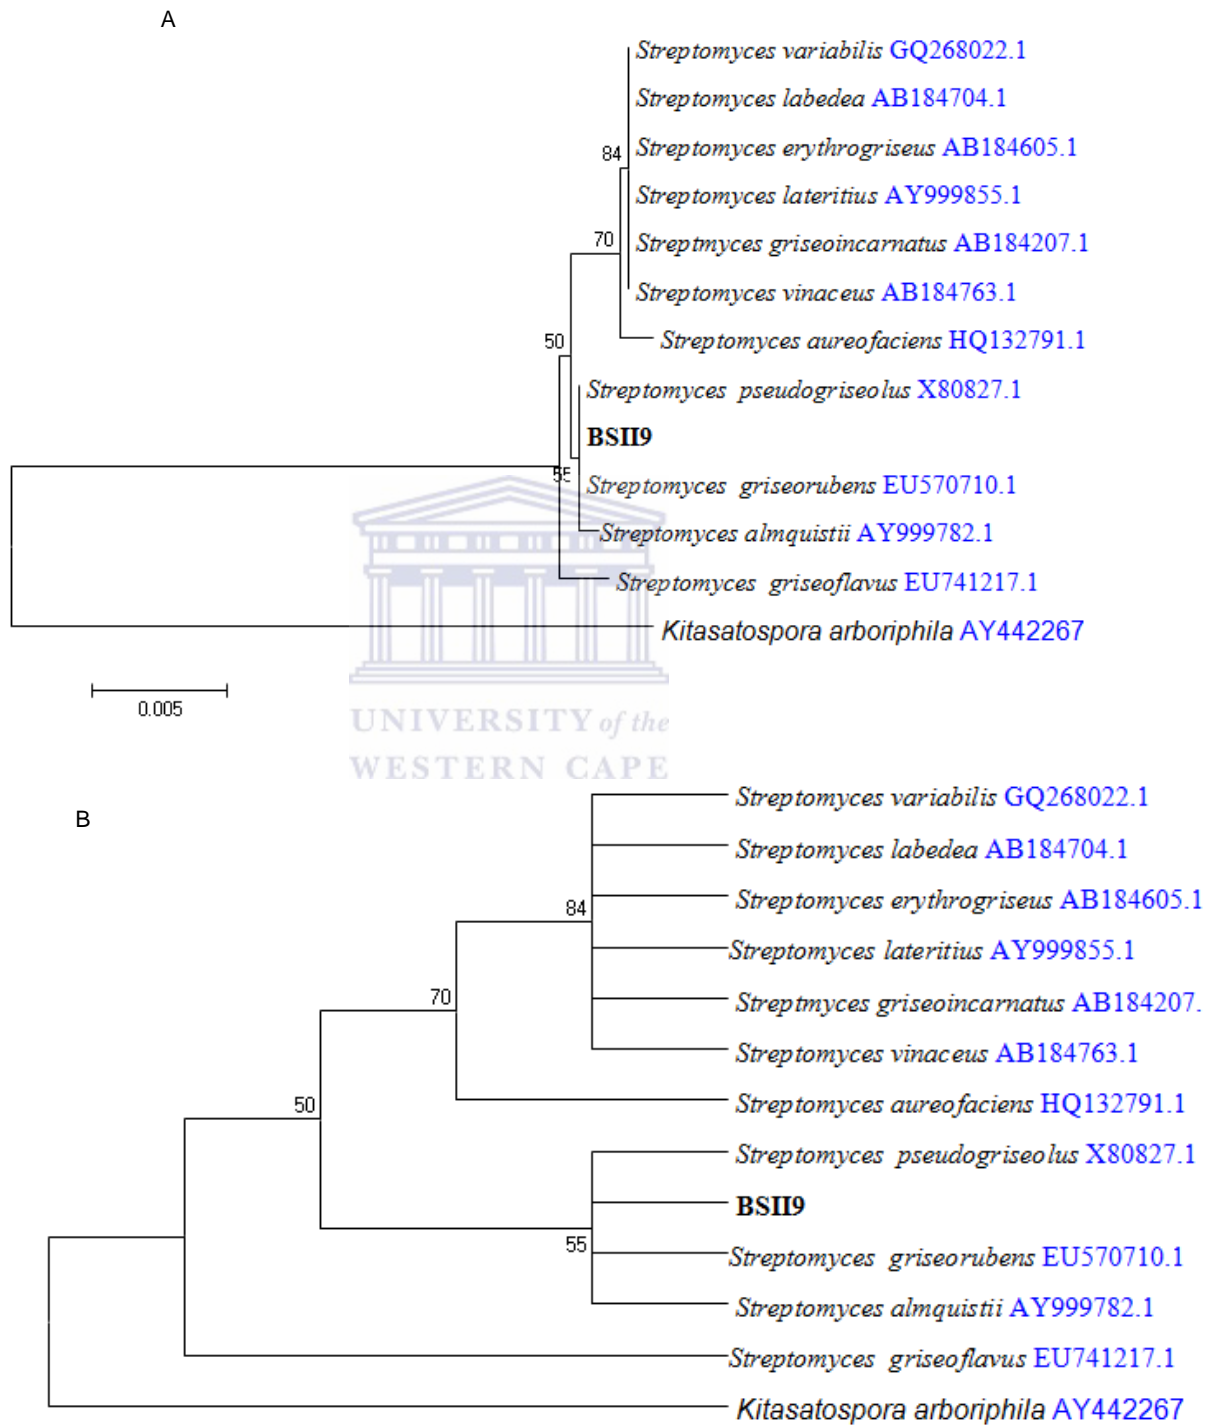 A
Streptomyces variabilis GQ268022.1
Streptomyces labedea AB184704.1
84
Streptomyces erythrogriseus AB184605.1
Streptomyces lateritius AY999855.1
70
Streptmyces griseoincarnatus AB184207.1
Streptomyces vinaceus AB184763.1
50
Streptomyces aureofaciens HQ132791.1
Streptomyces pseudogriseolus X80827.1
BSII9
55
Streptomyces griseorubens EU570710.1
Streptomyces almquistii AY999782.1
Streptomyces griseoflavus EU741217.1
Kitasatospora arboriphila AY442267
0.005
UNIVERSITY of the
WESTERN CAPE
B
Streptomyces variabilis GQ268022.1
Streptomyces labedea AB184704.1
84
Streptomyces erythrogriseus AB184605.1
Streptomyces lateritius AY999855.1
70
Streptmyces griseoincarnatus AB184207.
Streptomyces vinaceus AB184763.1
50
Streptomyces aureofaciens HQ132791.1
Streptomyces pseudogriseolus X80827.1
BSII9
55
Streptomyces griseorubens EU570710.1
Streptomyces almquistii AY999782.1
Streptomyces griseoflavus EU741217.1
Kitasatospora arboriphila AY442267